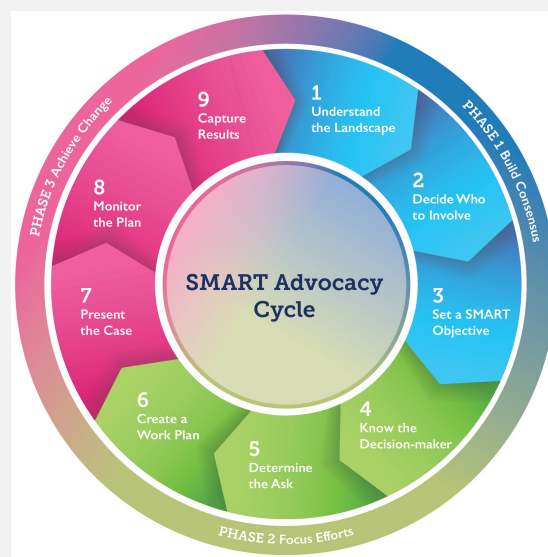 SMART Advocacy
Cycle
PHASE 1 Build Consensus
1
Understand
the Landscape
2
Decide Who
to Involve
3
Set a SMART
Objective
PHASE 2 Focus Efforts
4
Know the
Decision-maker
5
Determine
the Ask
6
Create a
Work Plan
PHASE 3 Achieve Change
7
Present
the Case
8
Monitor
the Plan
9
Capture
Results